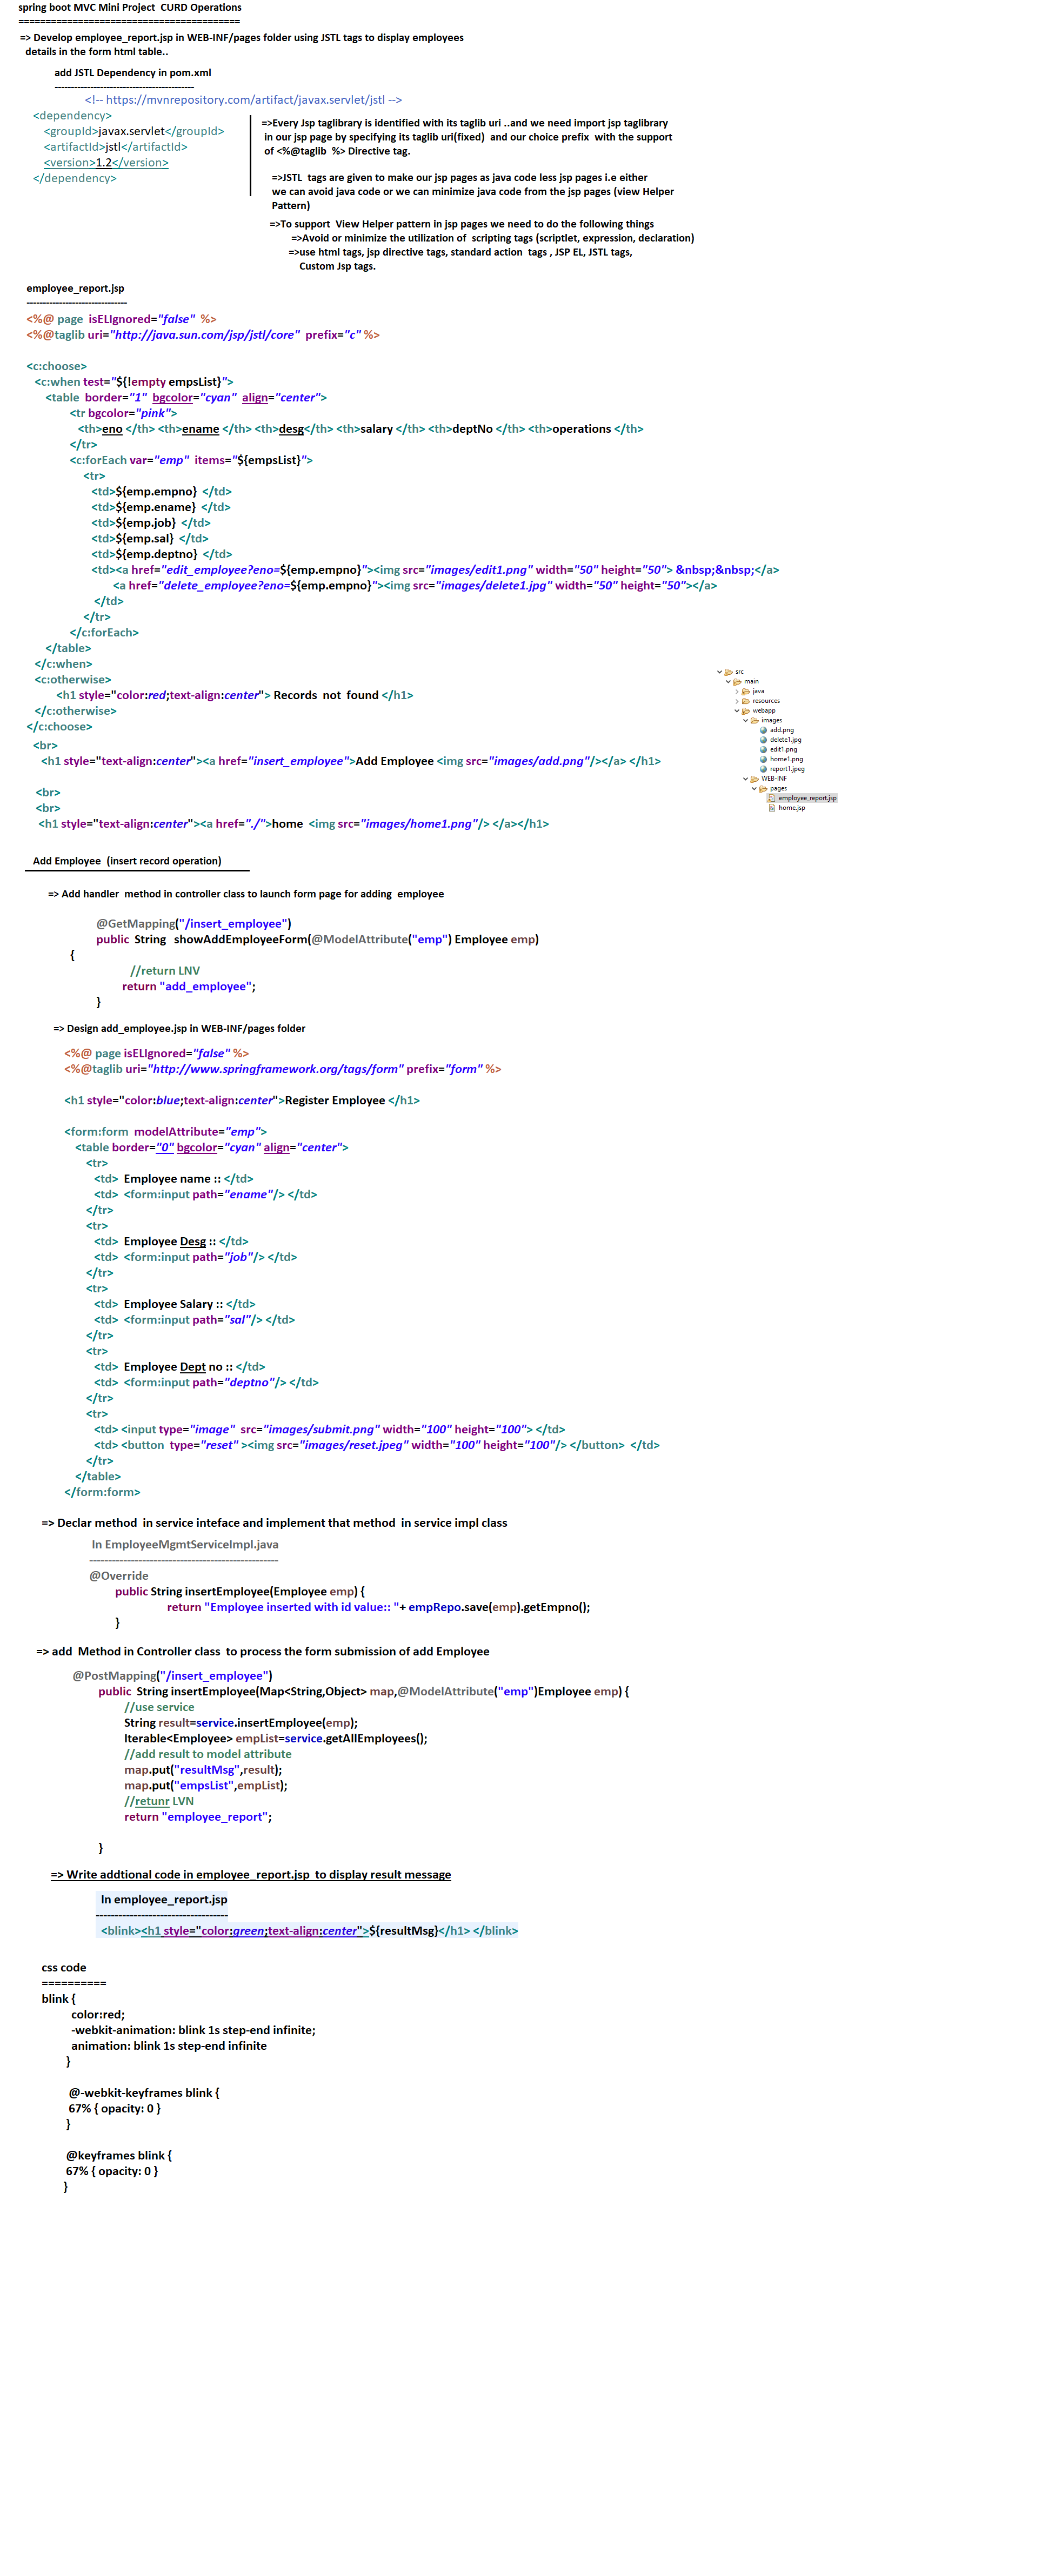 spring boot MVC Mini Project  CURD Operations
=========================================
=> Develop employee_report.jsp in WEB-INF/pages folder using JSTL tags to display employees
details in the form html table..
add JSTL Dependency in pom.xml
-------------------------------------------
<!-- https://mvnrepository.com/artifact/javax.servlet/jstl -->
<dependency>
<groupId>javax.servlet</groupId>
<artifactId>jstl</artifactId>
<version>1.2</version>
</dependency>
=>Every Jsp taglibrary is identified with its taglib uri ..and we need import jsp taglibrary
in our jsp page by specifying its taglib uri(fixed)  and our choice prefix  with the support
of <%@taglib  %> Directive tag.
=>JSTL  tags are given to make our jsp pages as java code less jsp pages i.e either
we can avoid java code or we can minimize java code from the jsp pages (view Helper
Pattern)
=>To support  View Helper pattern in jsp pages we need to do the following things
=>Avoid or minimize the utilization of  scripting tags (scriptlet, expression, declaration)
=>use html tags, jsp directive tags, standard action  tags , JSP EL, JSTL tags,
Custom Jsp tags.
employee_report.jsp
-------------------------------
<%@ page  isELIgnored="false"  %>
<%@taglib uri="http://java.sun.com/jsp/jstl/core"  prefix="c" %>
<c:choose>
<c:when test="${!empty empsList}">
<table  border="1"  bgcolor="cyan"  align="center">
<tr bgcolor="pink">
<th>eno </th> <th>ename </th> <th>desg</th> <th>salary </th> <th>deptNo </th> <th>operations </th>
</tr>
<c:forEach var="emp"  items="${empsList}">
<tr>
<td>${emp.empno}  </td>
<td>${emp.ename}  </td>
<td>${emp.job}  </td>
<td>${emp.sal}  </td>
<td>${emp.deptno}  </td>
<td><a href="edit_employee?eno=${emp.empno}"><img src="images/edit1.png" width="50" height="50"> &nbsp;&nbsp;</a>
<a href="delete_employee?eno=${emp.empno}"><img src="images/delete1.jpg" width="50" height="50"></a>
</td>
</tr>
</c:forEach>
</table>
</c:when>
<c:otherwise>
<h1 style="color:red;text-align:center"> Records  not  found </h1>
</c:otherwise>
</c:choose>
<br>
<h1 style="text-align:center"><a href="insert_employee">Add Employee <img src="images/add.png"/></a> </h1>
<br>
<br>
<h1 style="text-align:center"><a href="./">home  <img src="images/home1.png"/> </a></h1>
src
main
java
resources
webapp
images
add.png
delete1.jpg
edit1.png
home1.png
report1.jpeg
WEB-INF
pages
employee_report.jsp
home.jsp
Add Employee  (insert record operation)
=> Add handler  method in controller class to launch form page for adding  employee
@GetMapping("/insert_employee")
public  String   showAddEmployeeForm(@ModelAttribute("emp") Employee emp)
{
//return LNV
return "add_employee";
}
=> Design add_employee.jsp in WEB-INF/pages folder
<%@ page isELIgnored="false" %>
<%@taglib uri="http://www.springframework.org/tags/form" prefix="form" %>
<h1 style="color:blue;text-align:center">Register Employee </h1>
<form:form  modelAttribute="emp">
<table border="0" bgcolor="cyan" align="center">
<tr>
<td>  Employee name :: </td>
<td>  <form:input path="ename"/> </td>
</tr>
<tr>
<td>  Employee Desg :: </td>
<td>  <form:input path="job"/> </td>
</tr>
<tr>
<td>  Employee Salary :: </td>
<td>  <form:input path="sal"/> </td>
</tr>
<tr>
<td>  Employee Dept no :: </td>
<td>  <form:input path="deptno"/> </td>
</tr>
<tr>
<td> <input type="image"  src="images/submit.png" width="100" height="100"> </td>
<td> <button  type="reset" ><img src="images/reset.jpeg" width="100" height="100"/> </button>  </td>
</tr>
</table>
</form:form>
=> Declar method  in service inteface and implement that method  in service impl class
In EmployeeMgmtServiceImpl.java
--------------------------------------------------
@Override
public String insertEmployee(Employee emp) {
return "Employee inserted with id value:: "+ empRepo.save(emp).getEmpno();
}
=> add  Method in Controller class  to process the form submission of add Employee
@PostMapping("/insert_employee")
public  String insertEmployee(Map<String,Object> map,@ModelAttribute("emp")Employee emp) {
//use service
String result=service.insertEmployee(emp);
Iterable<Employee> empList=service.getAllEmployees();
//add result to model attribute
map.put("resultMsg",result);
map.put("empsList",empList);
//retunr LVN
return "employee_report";
}
=> Write addtional code in employee_report.jsp  to display result message
In employee_report.jsp
-----------------------------------
<blink><h1 style="color:green;text-align:center">${resultMsg}</h1> </blink>
css code
==========
blink {
color:red;
-webkit-animation: blink 1s step-end infinite;
animation: blink 1s step-end infinite
}
@-webkit-keyframes blink {
67% { opacity: 0 }
}
@keyframes blink {
67% { opacity: 0 }
}